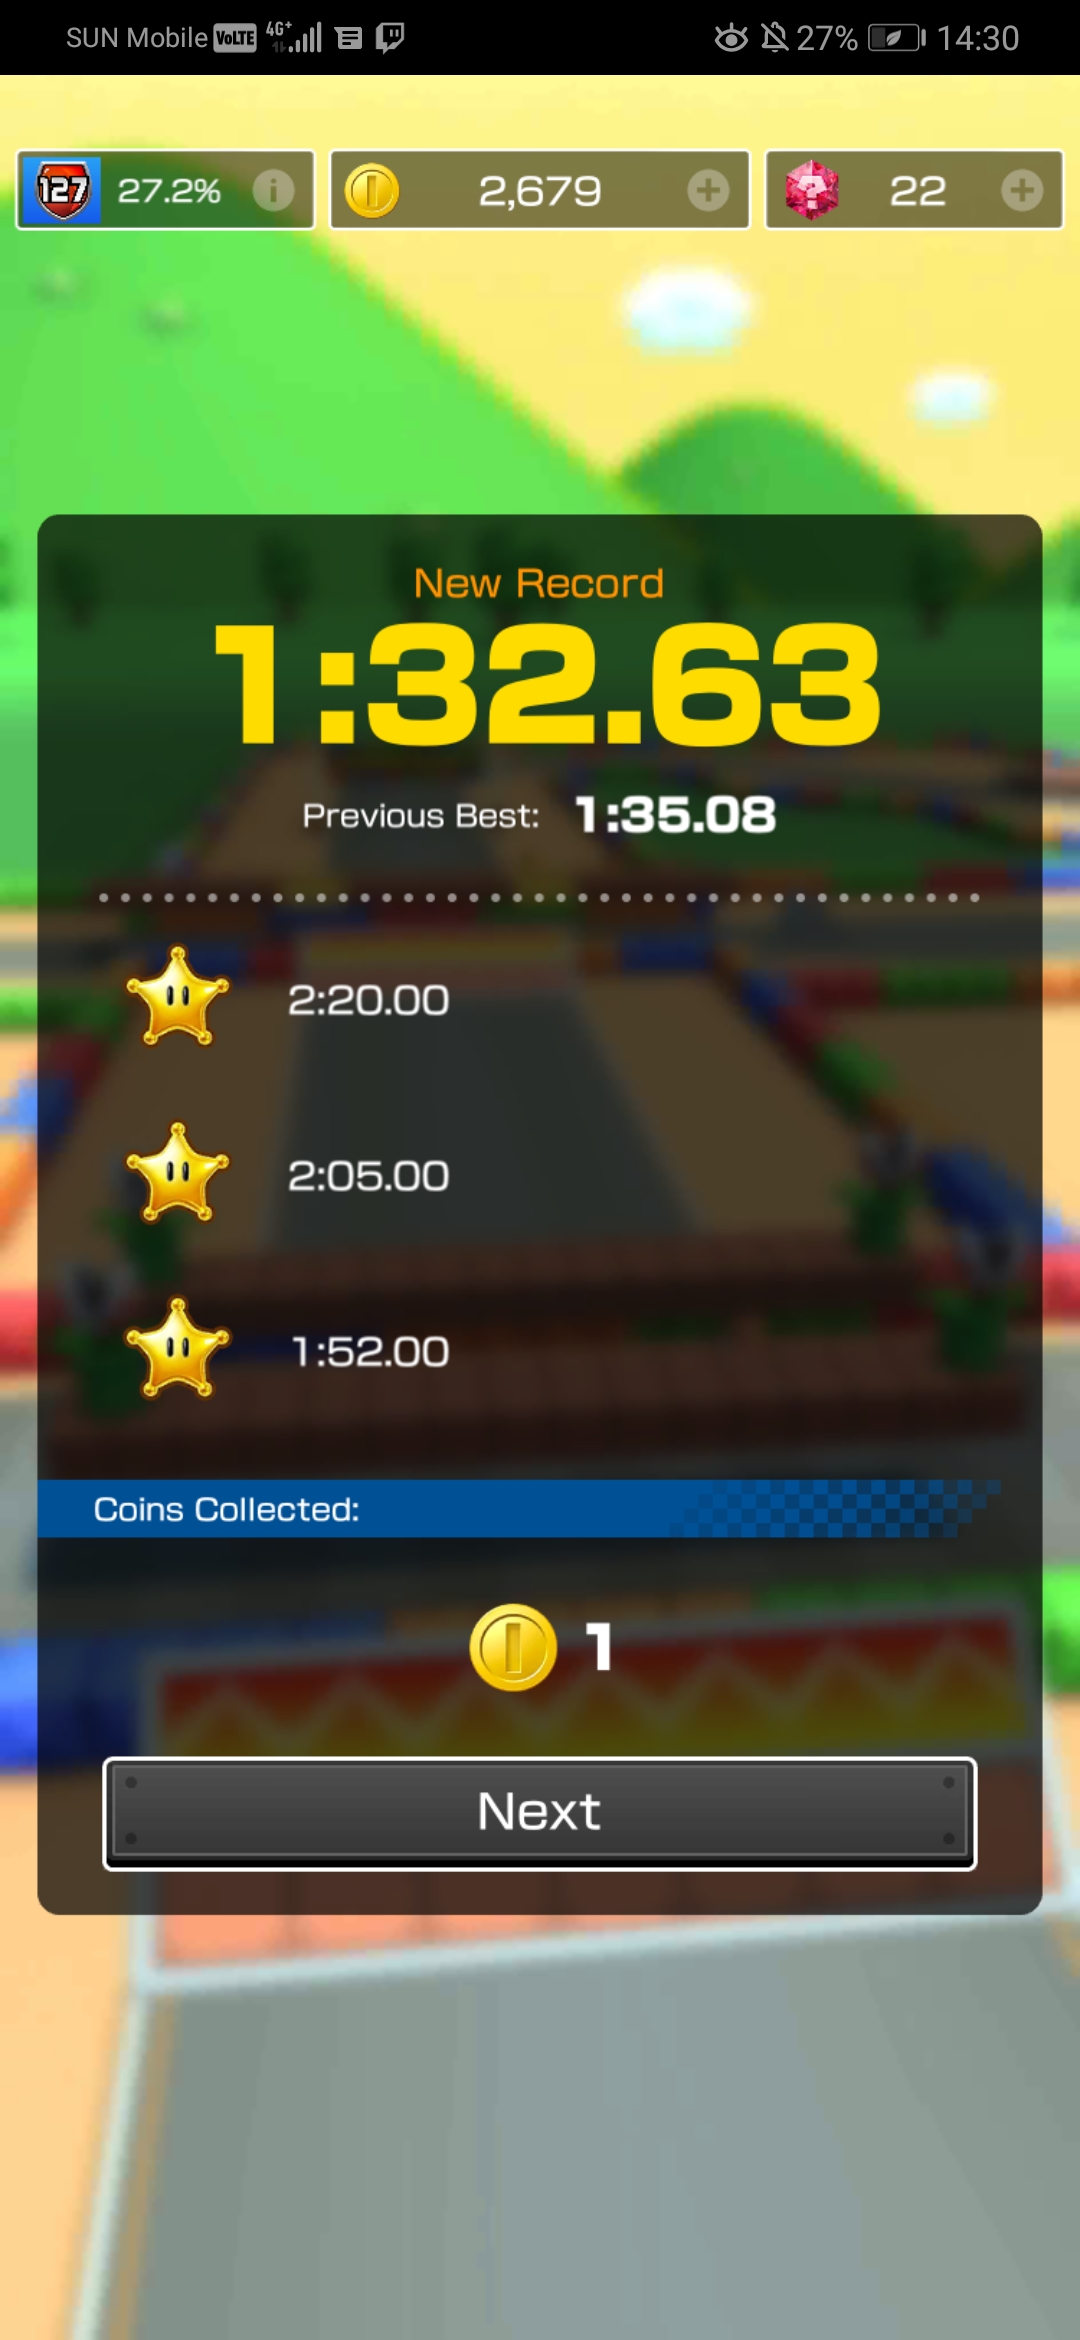 SUN Mobile VoLTE 4G+ 27% 14:30
127 27.2% i 2,679 + 22 +
New Record
1:32.63
Previous Best: 1:35.08
2:20.00
2:05.00
1:52.00
Coins Collected:
1
Next